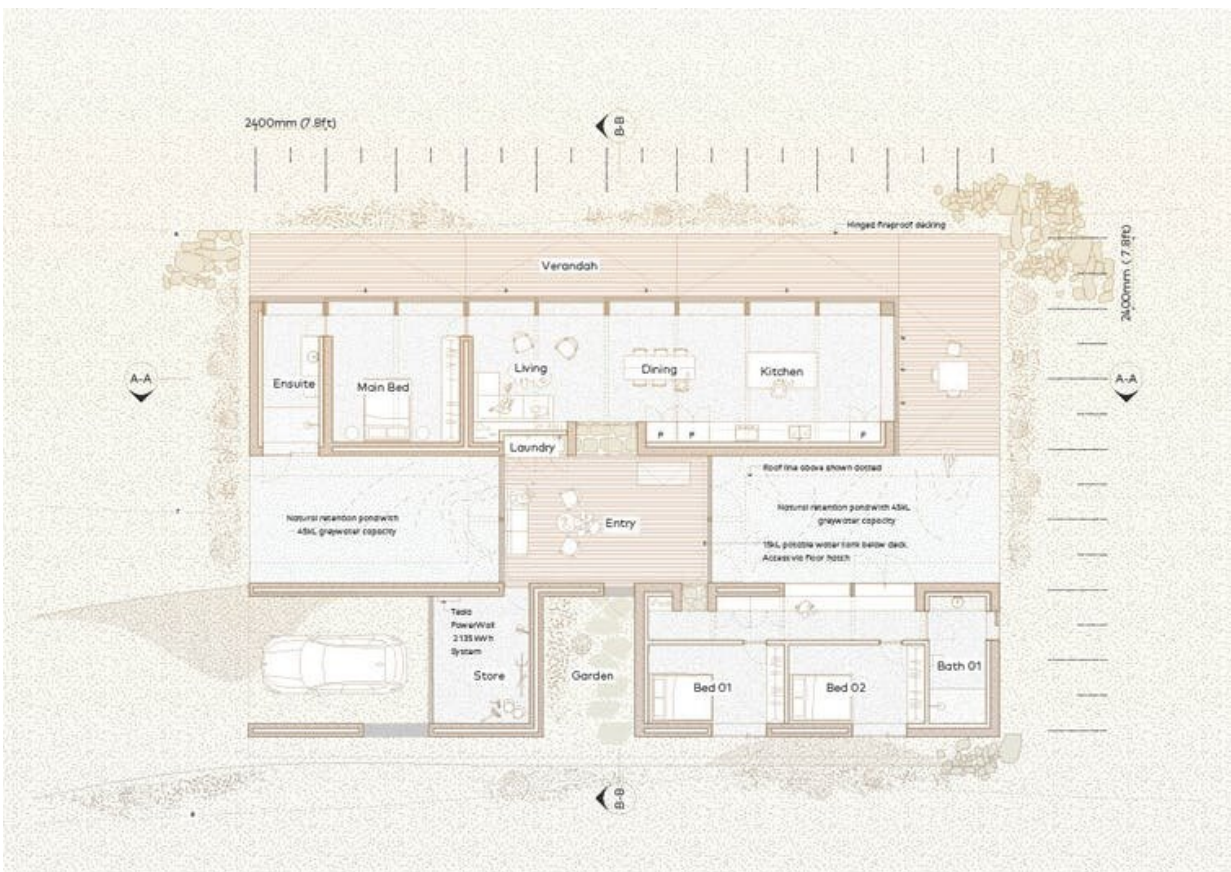 2400mm (7.8ft)
B-B
Hinged fireproof decking
2400mm (7.8ft)
Verandah
A-A
Ensuite
Main Bed
Living
Dining
Kitchen
A-A
P
P
P
Laundry
Roof line above shown dotted
Natural retention pond with
45kL greywater capacity
Entry
Natural retention pond with 45kL
greywater capacity
15kL potable water tank below deck.
Access via floor hatch
Tesla
PowerWall
System
Store
Garden
Bed 01
Bed 02
Bath 01
B-B